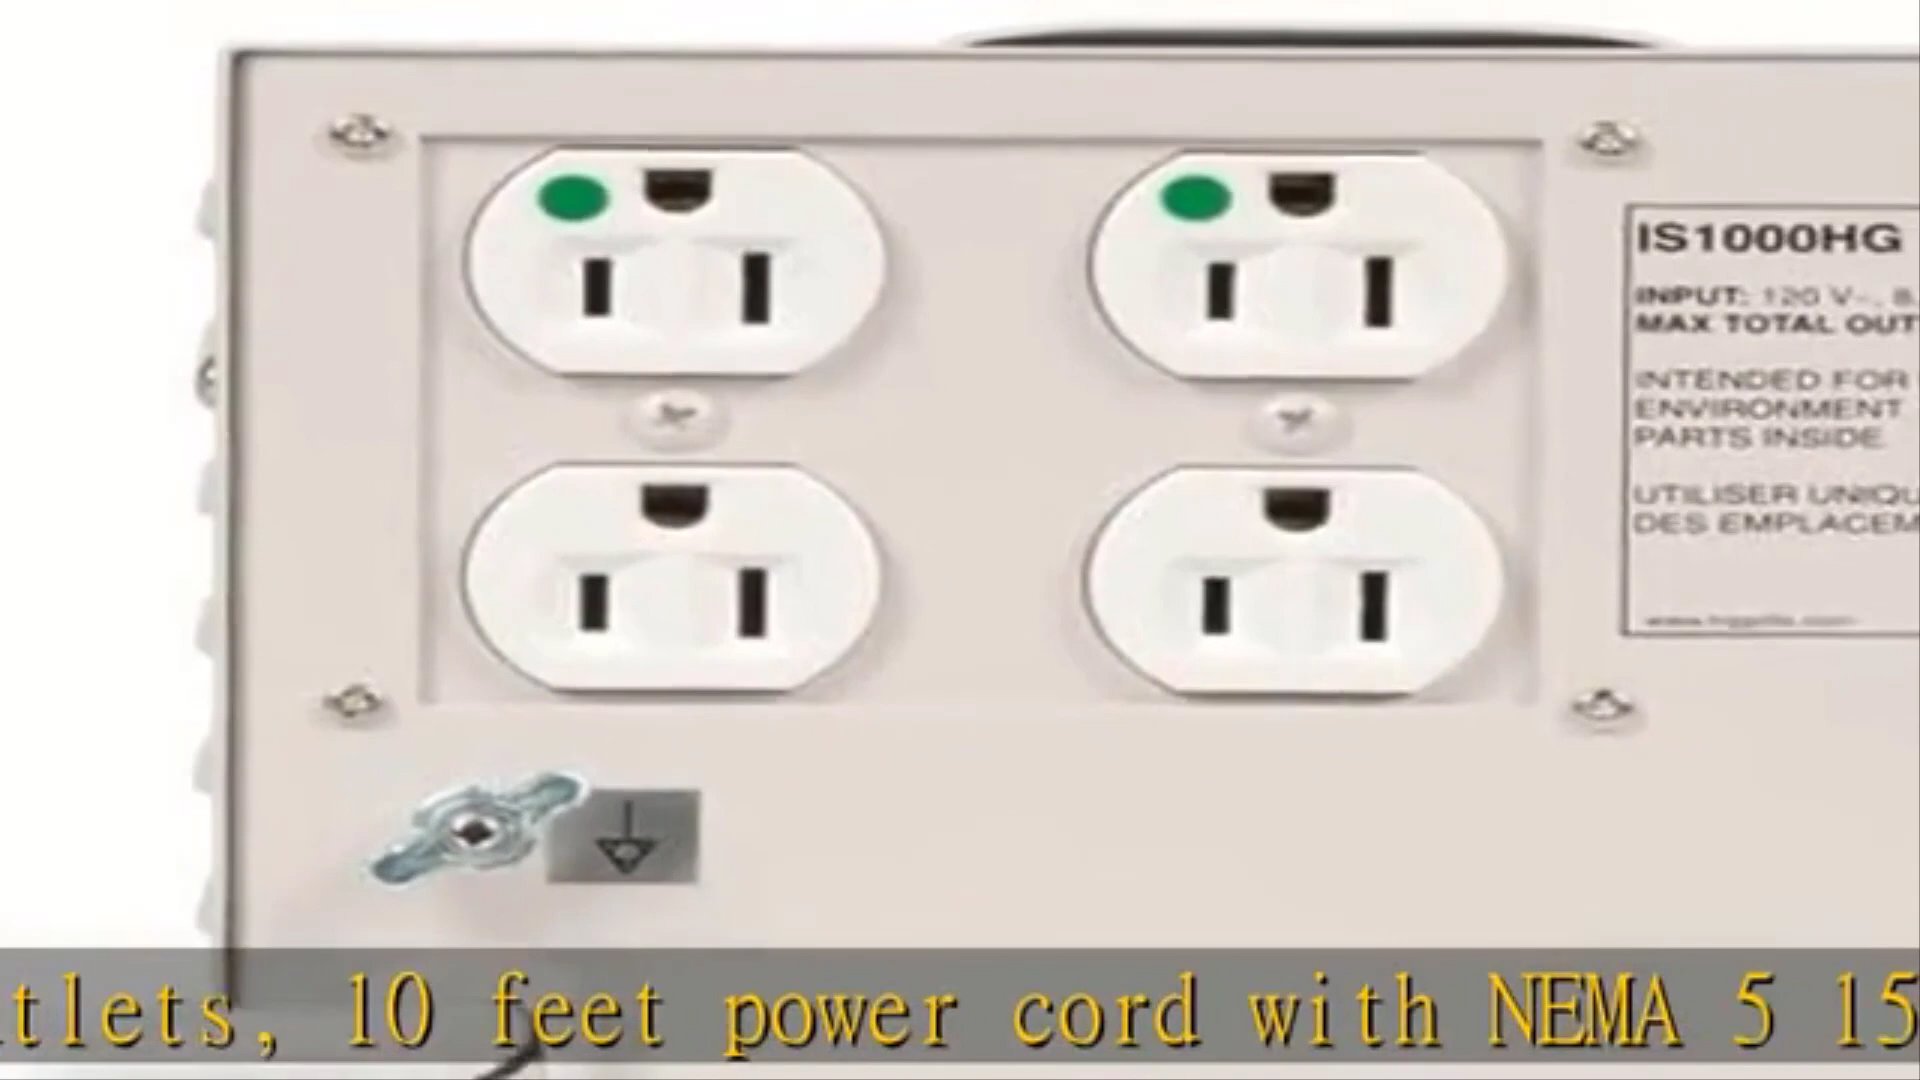 IS1000HG
INPUT: 120 V~, 8.
MAX TOTAL OUT
INTENDED FOR
ENVIRONMENT
PARTS INSIDE
UTILISER UNIQU
DES EMPLACEM
tlets, 10 feet power cord with NEMA 5 15